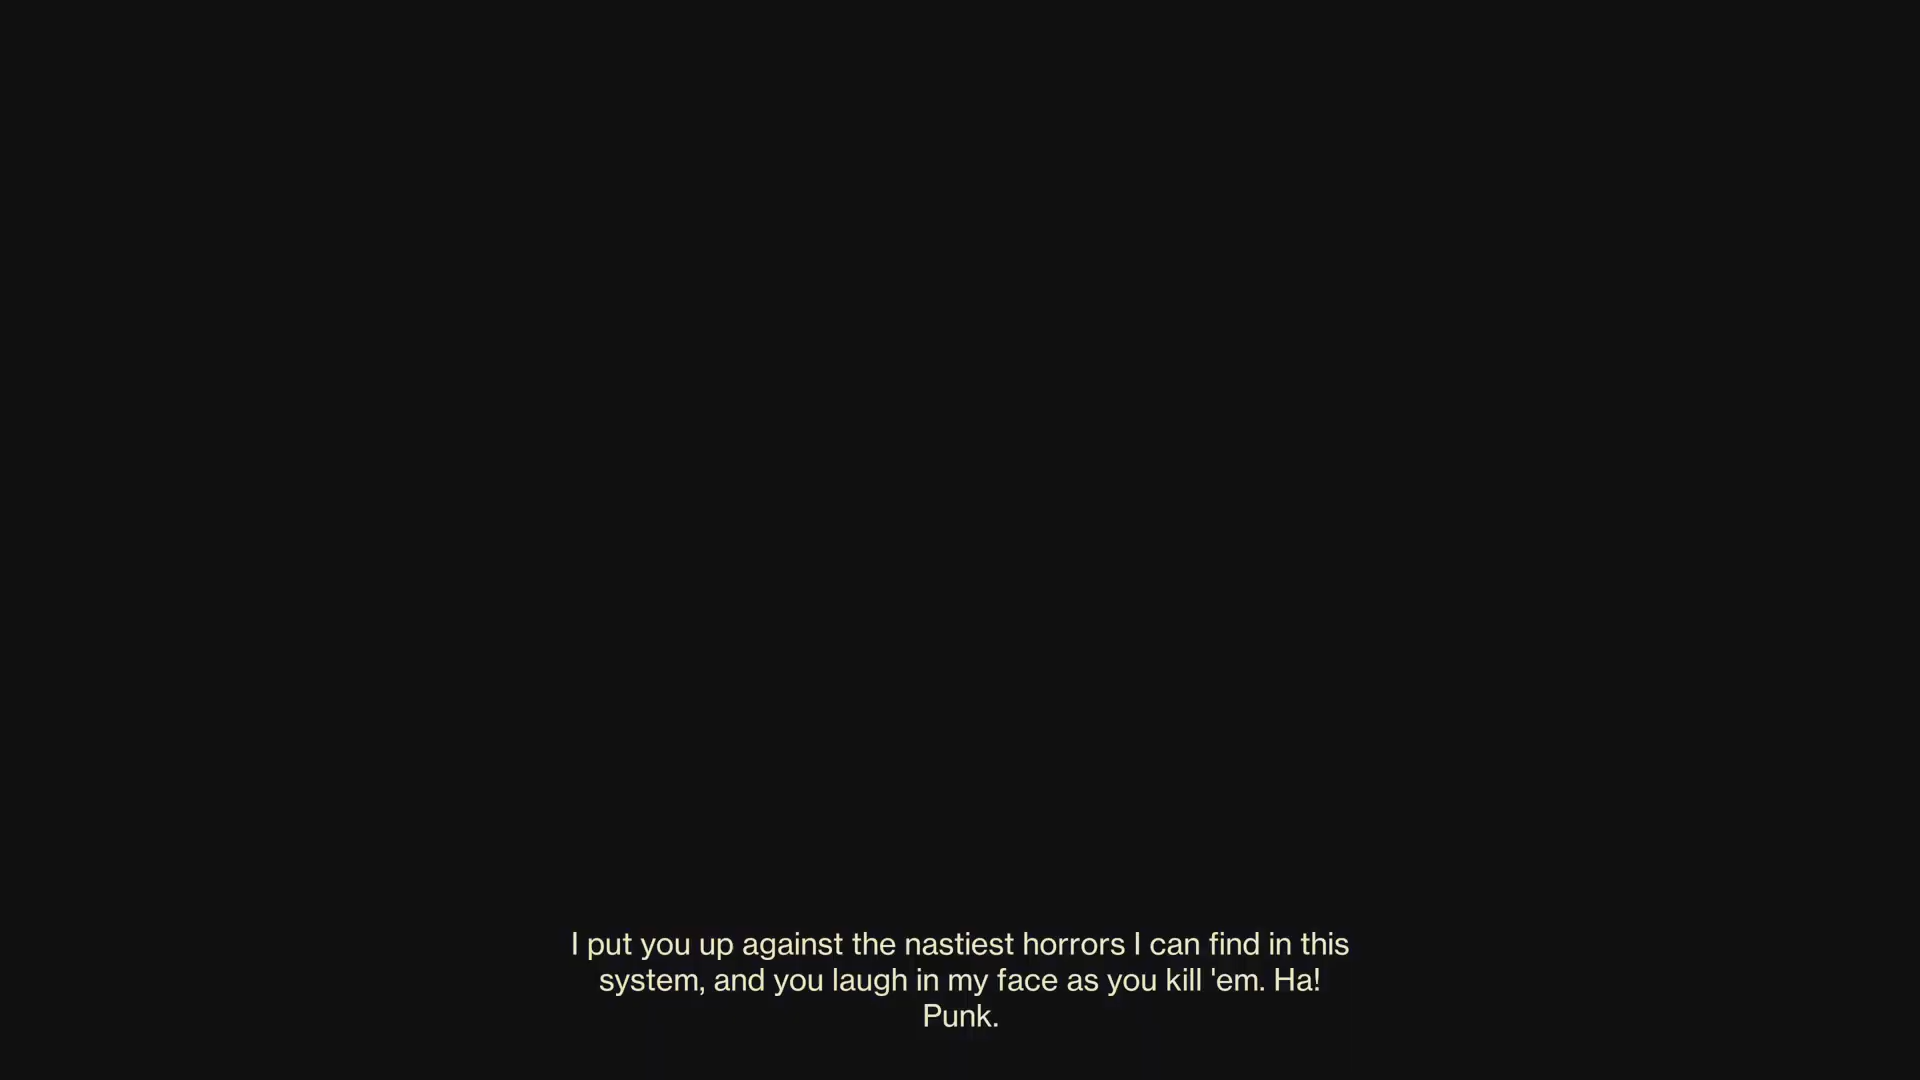 I put you up against the nastiest horrors I can find in this
system, and you laugh in my face as you kill 'em. Ha!
Punk.